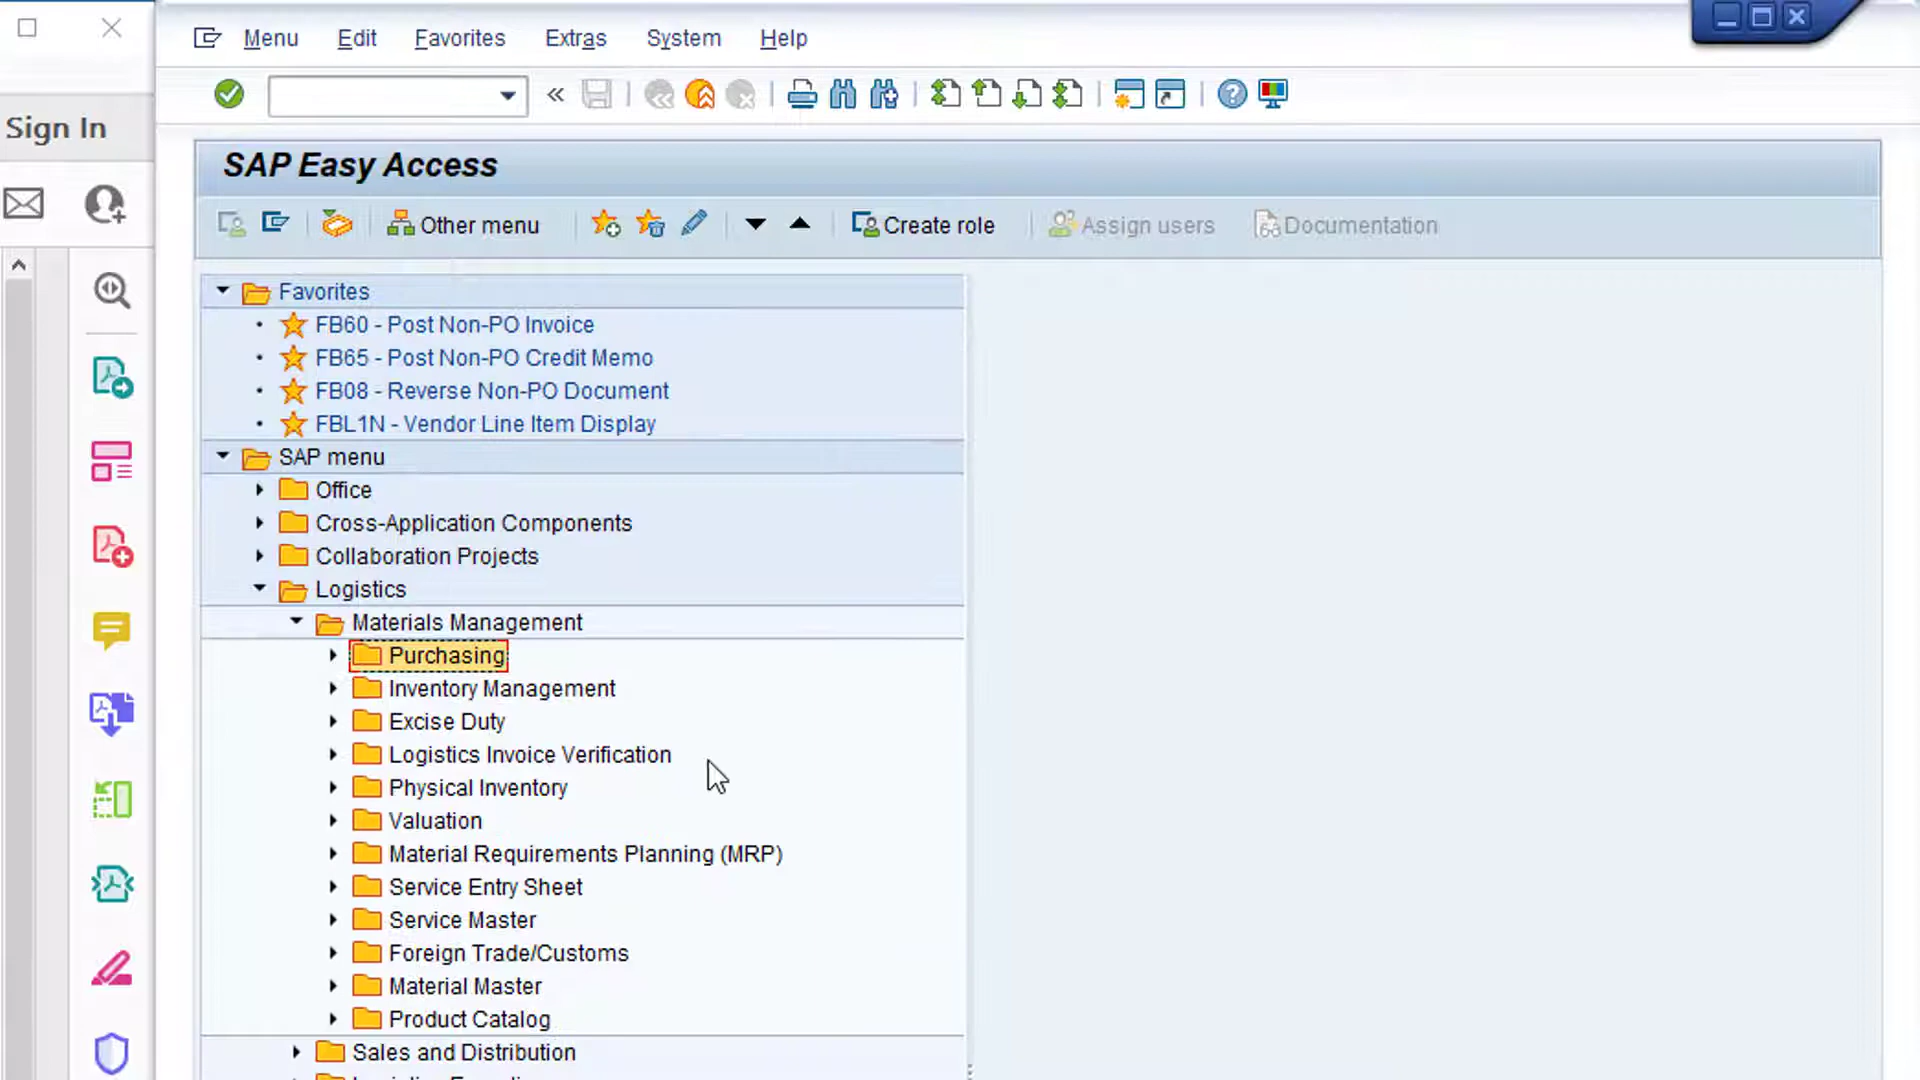 Menu Edit Favorites Extras System Help
Sign In
SAP Easy Access
Other menu Create role Assign users Documentation
Favorites
FB60 - Post Non-PO Invoice
FB65 - Post Non-PO Credit Memo
FB08 - Reverse Non-PO Document
FBL1N - Vendor Line Item Display
SAP menu
Office
Cross-Application Components
Collaboration Projects
Logistics
Materials Management
Purchasing
Inventory Management
Excise Duty
Logistics Invoice Verification
Physical Inventory
Valuation
Material Requirements Planning (MRP)
Service Entry Sheet
Service Master
Foreign Trade/Customs
Material Master
Product Catalog
Sales and Distribution